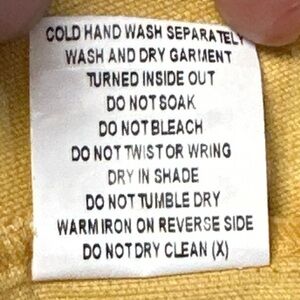 COLD HAND WASH SEPARATELY
WASH AND DRY GARMENT
TURNED INSIDE OUT
DO NOT SOAK
DO NOT BLEACH
DO NOT TWIST OR WRING
DRY IN SHADE
DO NOT TUMBLE DRY
WARM IRON ON REVERSE SIDE
DO NOT DRY CLEAN (X)